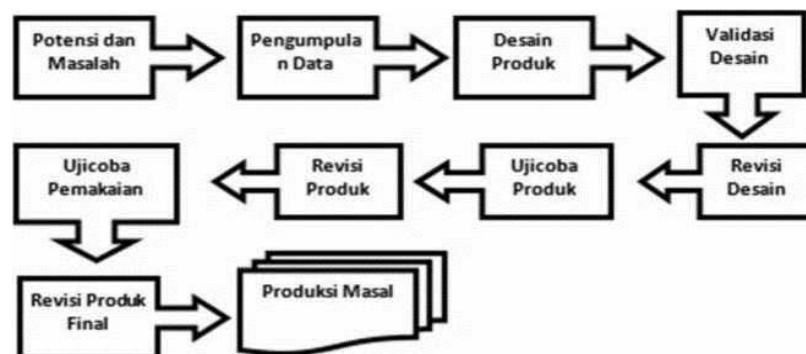 Potensi dan
Masalah
Pengumpula
n Data
Desain
Produk
Validasi
Desain
Revisi
Desain
Ujicoba
Produk
Revisi
Produk
Ujicoba
Pemakaian
Revisi Produk
Final
Produksi Masal